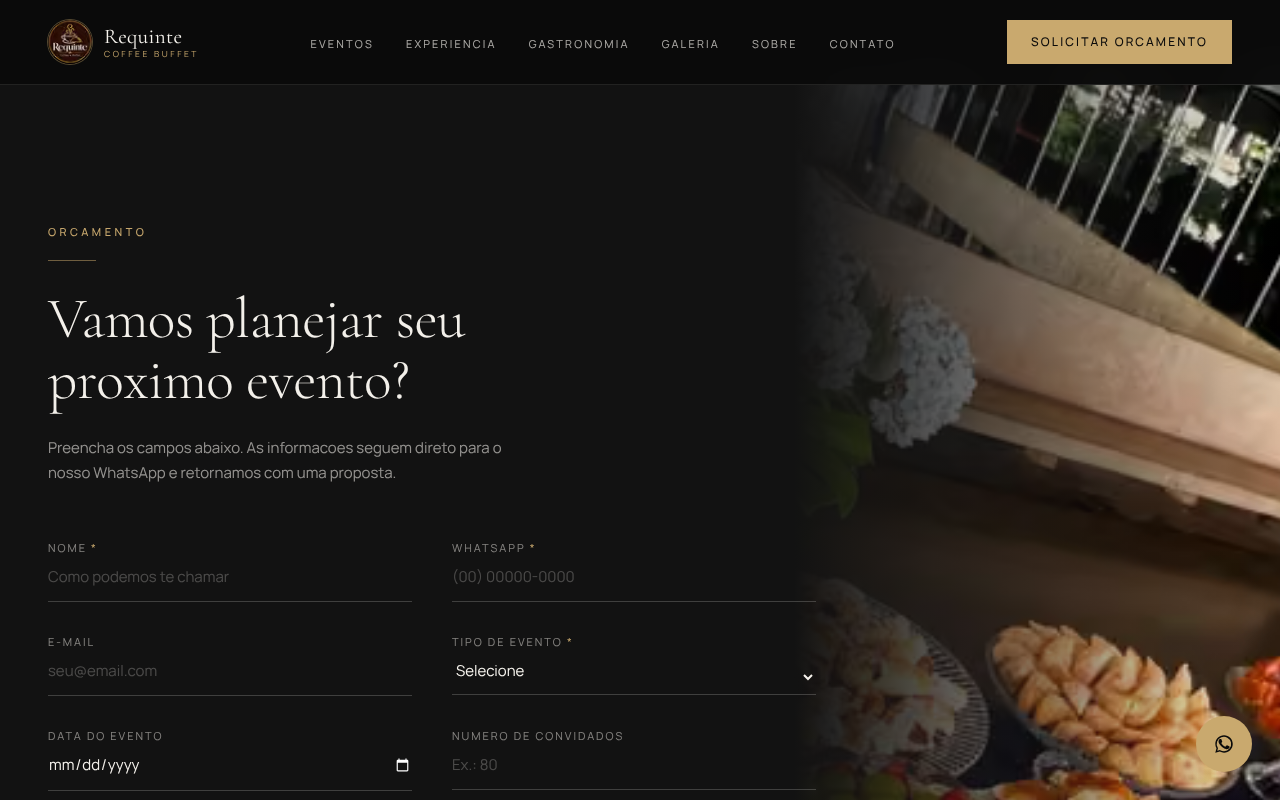 Requinte
Requinte
COFFEE BUFFET
EVENTOS
EXPERIENCIA
GASTRONOMIA
GALERIA
SOBRE
CONTATO
SOLICITAR ORCAMENTO
ORCAMENTO
Vamos planejar seu
proximo evento?
Preencha os campos abaixo. As informacoes seguem direto para o
nosso WhatsApp e retornamos com uma proposta.
NOME *
WHATSAPP *
Como podemos te chamar
(00) 00000-0000
E-MAIL
TIPO DE EVENTO *
seu@email.com
Selecione
DATA DO EVENTO
NUMERO DE CONVIDADOS
mm/dd/yyyy
Ex.: 80